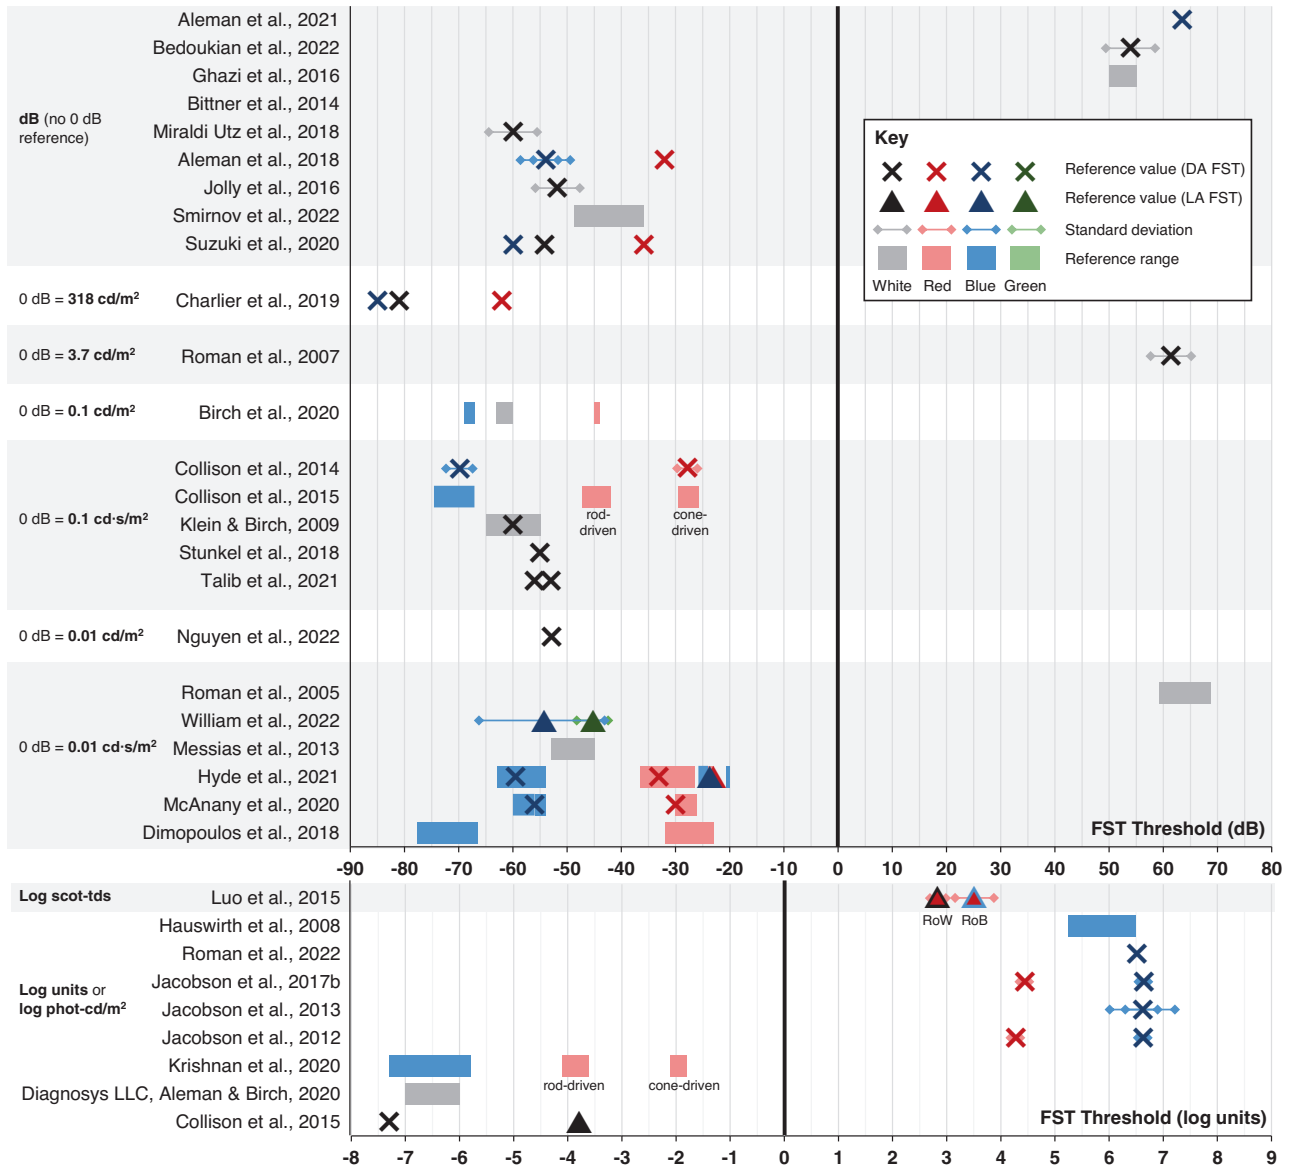 Aleman et al., 2021
Bedoukian et al., 2022
Ghazi et al., 2016
Bittner et al., 2014
dB (no 0 dB
reference)
Miraldi Utz et al., 2018
Aleman et al., 2018
Jolly et al., 2016
Smirnov et al., 2022
Suzuki et al., 2020
Key
Reference value (DA FST)
Reference value (LA FST)
Standard deviation
Reference range
White Red Blue Green
0 dB = 318 cd/m² Charlier et al., 2019
Roman et al., 2007
0 dB = 3.7 cd/m²
0 dB = 0.1 cd/m² Birch et al., 2020
Collison et al., 2014
Collison et al., 2015
0 dB = 0.1 cd·s/m²
Klein & Birch, 2009
rod-
driven
cone-
driven
Stunkel et al., 2018
Talib et al., 2021
0 dB = 0.01 cd/m² Nguyen et al., 2022
Roman et al., 2005
William et al., 2022
0 dB = 0.01 cd·s/m² Messias et al., 2013
Hyde et al., 2021
McAnany et al., 2020
Dimopoulos et al., 2018
FST Threshold (dB)
-90 -80 -70 -60 -50 -40 -30 -20 -10 0 10 20 30 40 50 60 70 80
Log scot-tds Luo et al., 2015
RoW RoB
Hauswirth et al., 2008
Roman et al., 2022
Log units or
log phot-cd/m²
Jacobson et al., 2017b
Jacobson et al., 2013
Jacobson et al., 2012
Krishnan et al., 2020
rod-driven cone-driven
Diagnosys LLC, Aleman & Birch, 2020
Collison et al., 2015
FST Threshold (log units)
-8 -7 -6 -5 -4 -3 -2 -1 0 1 2 3 4 5 6 7 8 9